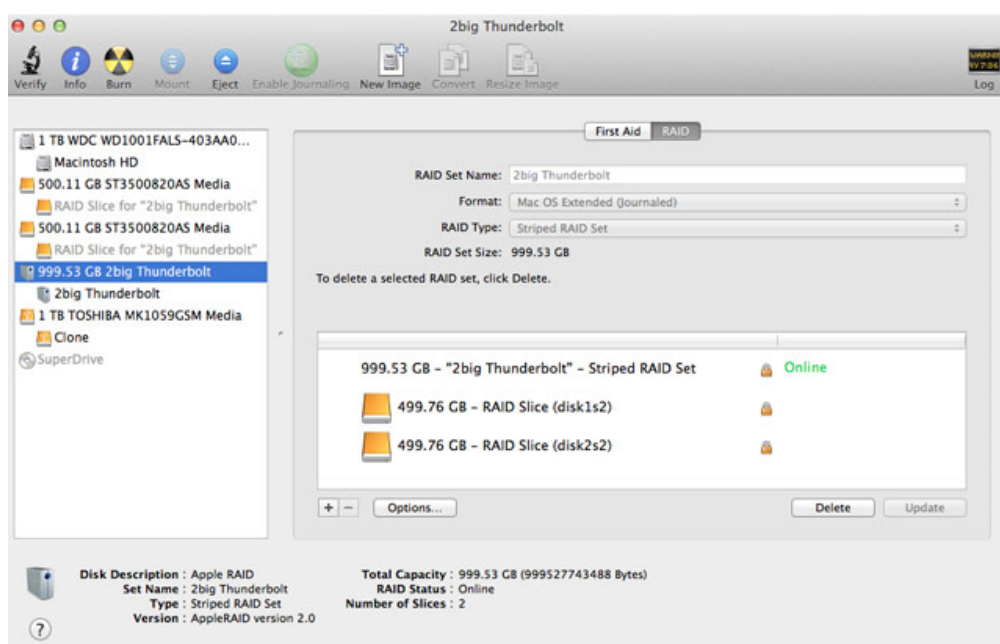 2big Thunderbolt
Verify Info Burn Mount Eject Enable Journaling New Image Convert Resize Image Log
1 TB WDC WD1001FALS-403AA0...
Macintosh HD
500.11 GB ST3500820AS Media
RAID Slice for "2big Thunderbolt"
500.11 GB ST3500820AS Media
RAID Slice for "2big Thunderbolt"
999.53 GB 2big Thunderbolt
2big Thunderbolt
1 TB TOSHIBA MK1059GSM Media
Clone
SuperDrive
First Aid RAID
RAID Set Name: 2big Thunderbolt
Format: Mac OS Extended (Journaled)
RAID Type: Striped RAID Set
RAID Set Size: 999.53 GB
To delete a selected RAID set, click Delete.
999.53 GB - "2big Thunderbolt" - Striped RAID Set Online
499.76 GB - RAID Slice (disk1s2)
499.76 GB - RAID Slice (disk2s2)
+ - Options... Delete Update
Disk Description : Apple RAID
Set Name : 2big Thunderbolt
Type : Striped RAID Set
Version : AppleRAID version 2.0
Total Capacity : 999.53 GB (999527743488 Bytes)
RAID Status : Online
Number of Slices : 2
?